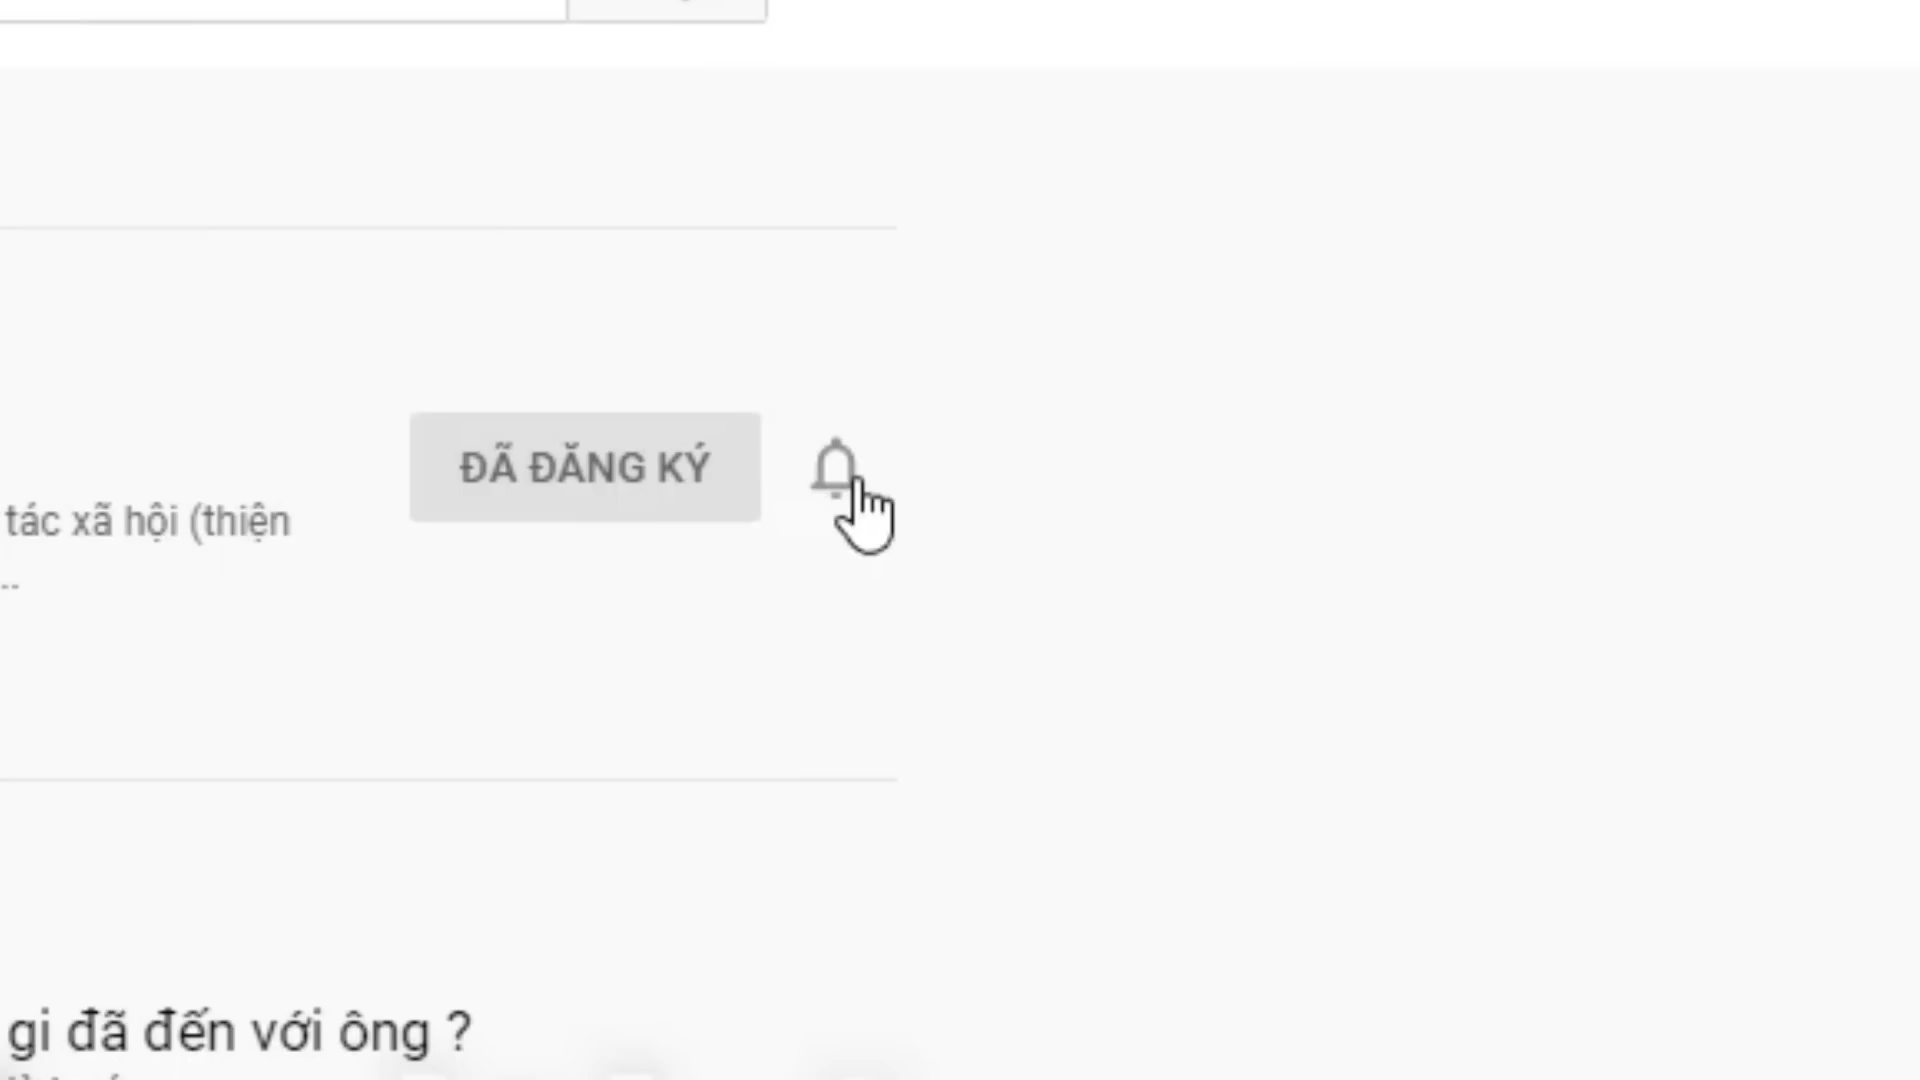 ĐÃ ĐĂNG KÝ
tác xã hội (thiện
...
gi đã đến với ông ?